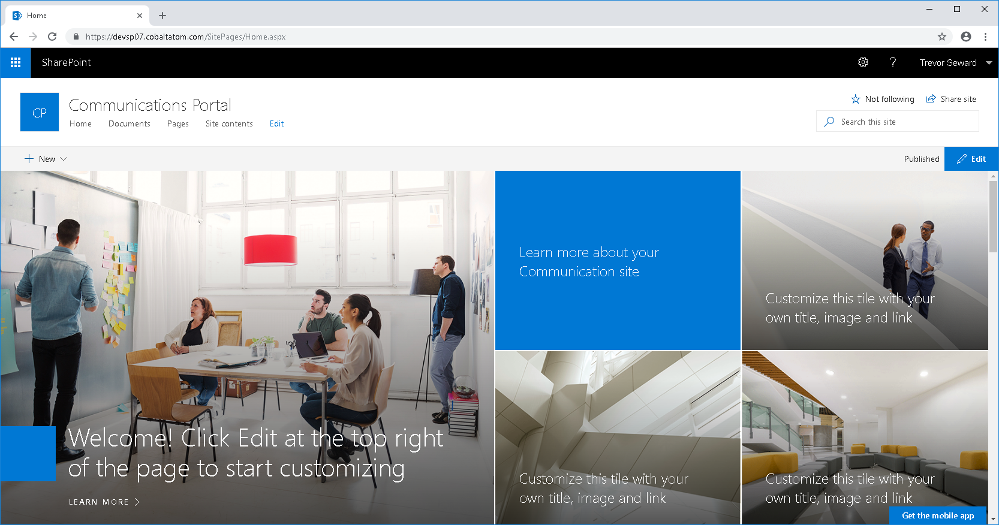 Home
https://devsp07.cobaltatom.com/SitePages/Home.aspx
SharePoint
? Trevor Seward
CP
Communications Portal
Home Documents Pages Site contents Edit
Not following Share site
Search this site
New
Published Edit
Welcome! Click Edit at the top right
of the page to start customizing
LEARN MORE
Learn more about your
Communication site
Customize this tile with your
own title, image and link
Customize this tile with your
own title, image and link
Customize this tile with your
own title, image and link
Get the mobile app